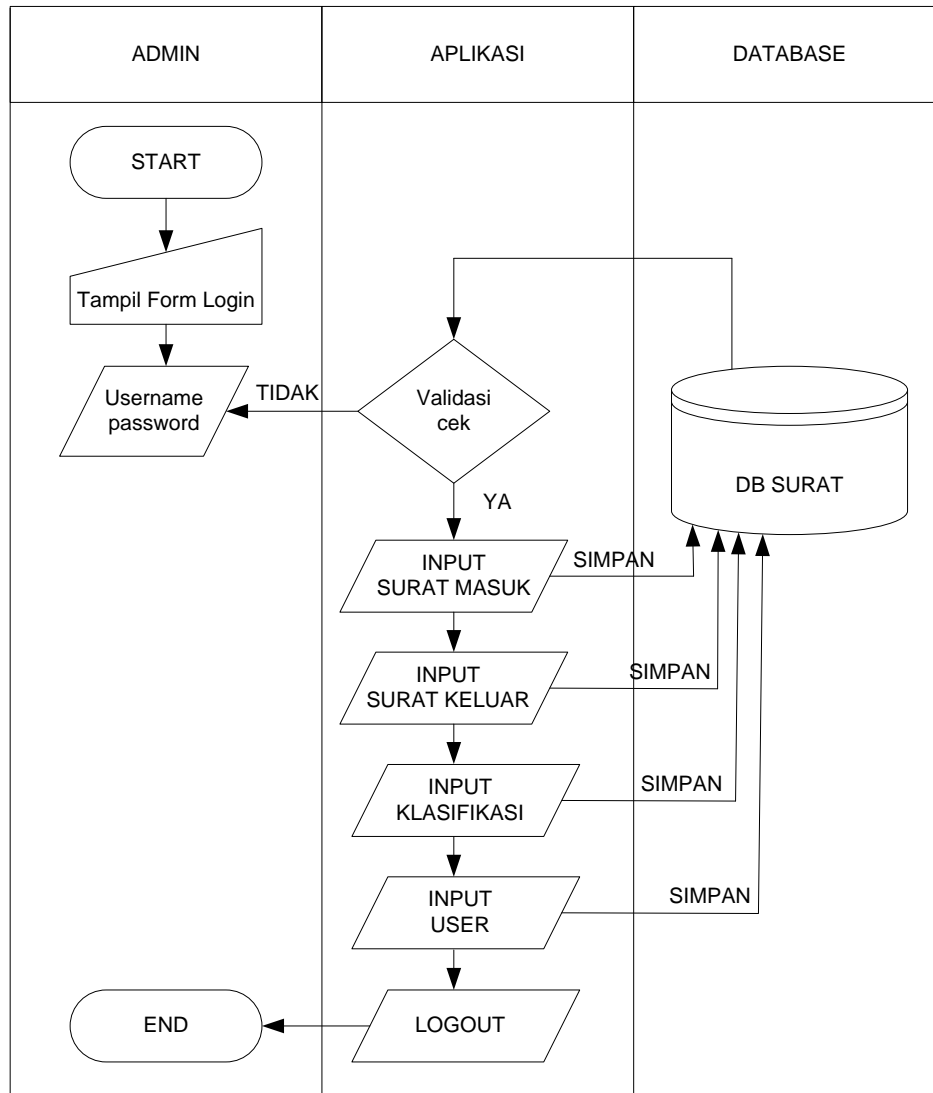 ADMIN
APLIKASI
DATABASE
START
Tampil Form Login
Username
password
TIDAK
Validasi
cek
YA
DB SURAT
INPUT
SURAT MASUK
SIMPAN
INPUT
SURAT KELUAR
SIMPAN
INPUT
KLASIFIKASI
SIMPAN
INPUT
USER
SIMPAN
END
LOGOUT